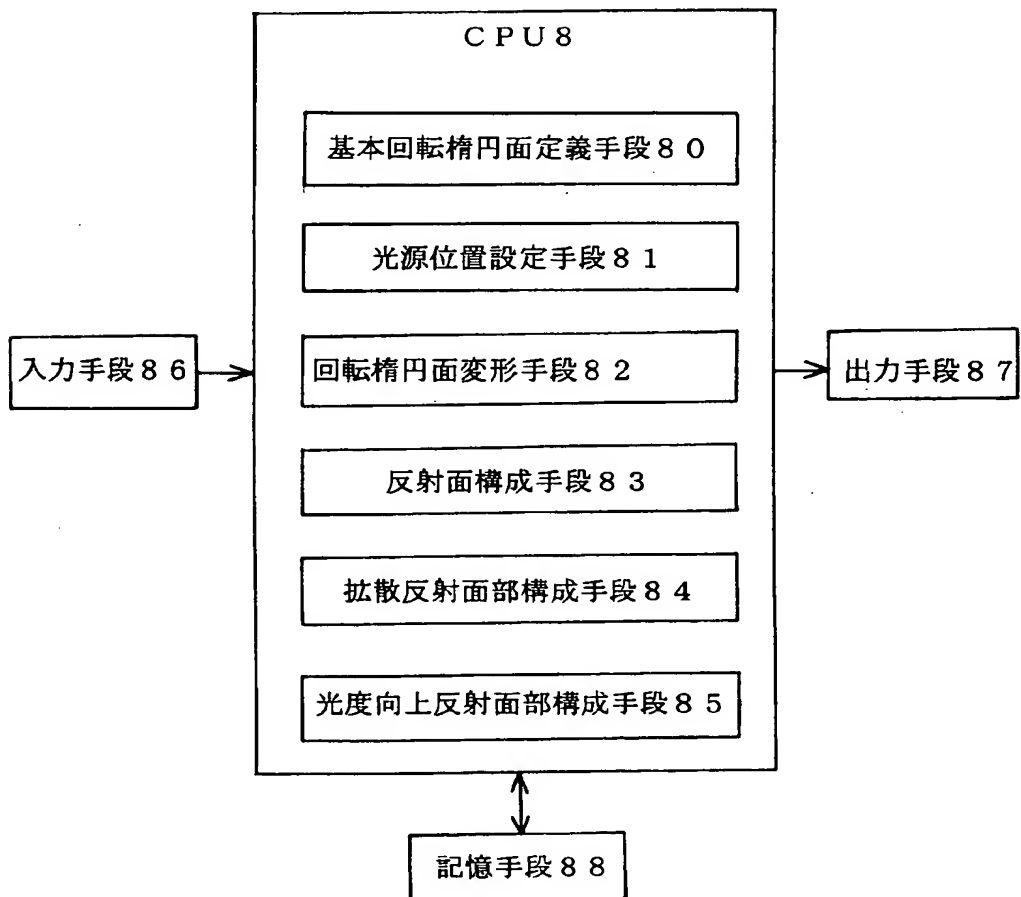 CPU8
基本回転楕円面定義手段80
光源位置設定手段81
回転楕円面変形手段82
反射面構成手段83
拡散反射面部構成手段84
光度向上反射面部構成手段85
入力手段86
出力手段87
記憶手段88